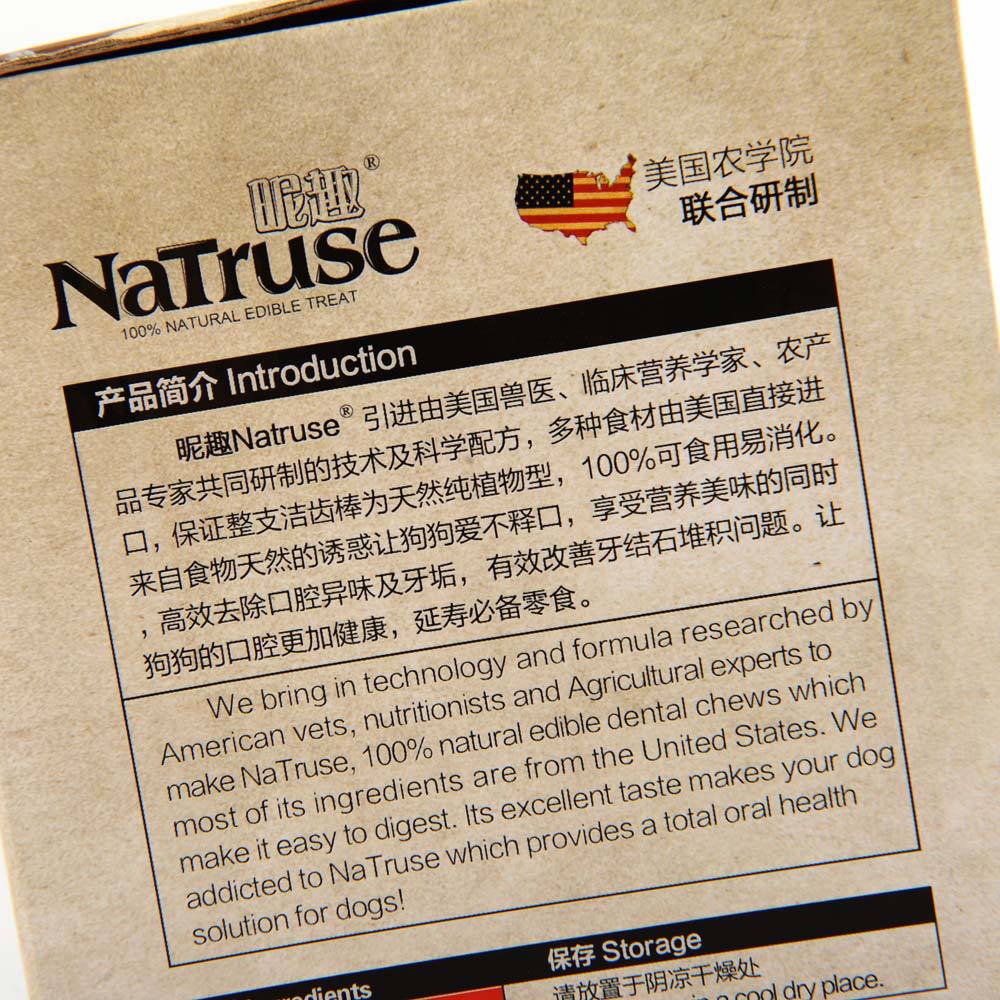 昵趣®
NaTruse
100% NATURAL EDIBLE TREAT
美国农学院
联合研制
产品简介 Introduction
昵趣Natruse® 引进由美国兽医、临床营养学家、农产
品专家共同研制的技术及科学配方，多种食材由美国直接进
口，保证整支洁齿棒为天然纯植物型，100%可食用易消化。
来自食物天然的诱惑让狗狗爱不释口，享受营养美味的同时
，高效去除口腔异味及牙垢，有效改善牙结石堆积问题。让
狗狗的口腔更加健康，延寿必备零食。
We bring in technology and formula researched by
American vets, nutritionists and Agricultural experts to
make NaTruse, 100% natural edible dental chews which
most of its ingredients are from the United States. We
make it easy to digest. Its excellent taste makes your dog
addicted to NaTruse which provides a total oral health
solution for dogs!
保存 Storage
请放置于阴凉干燥处
a cool dry place.